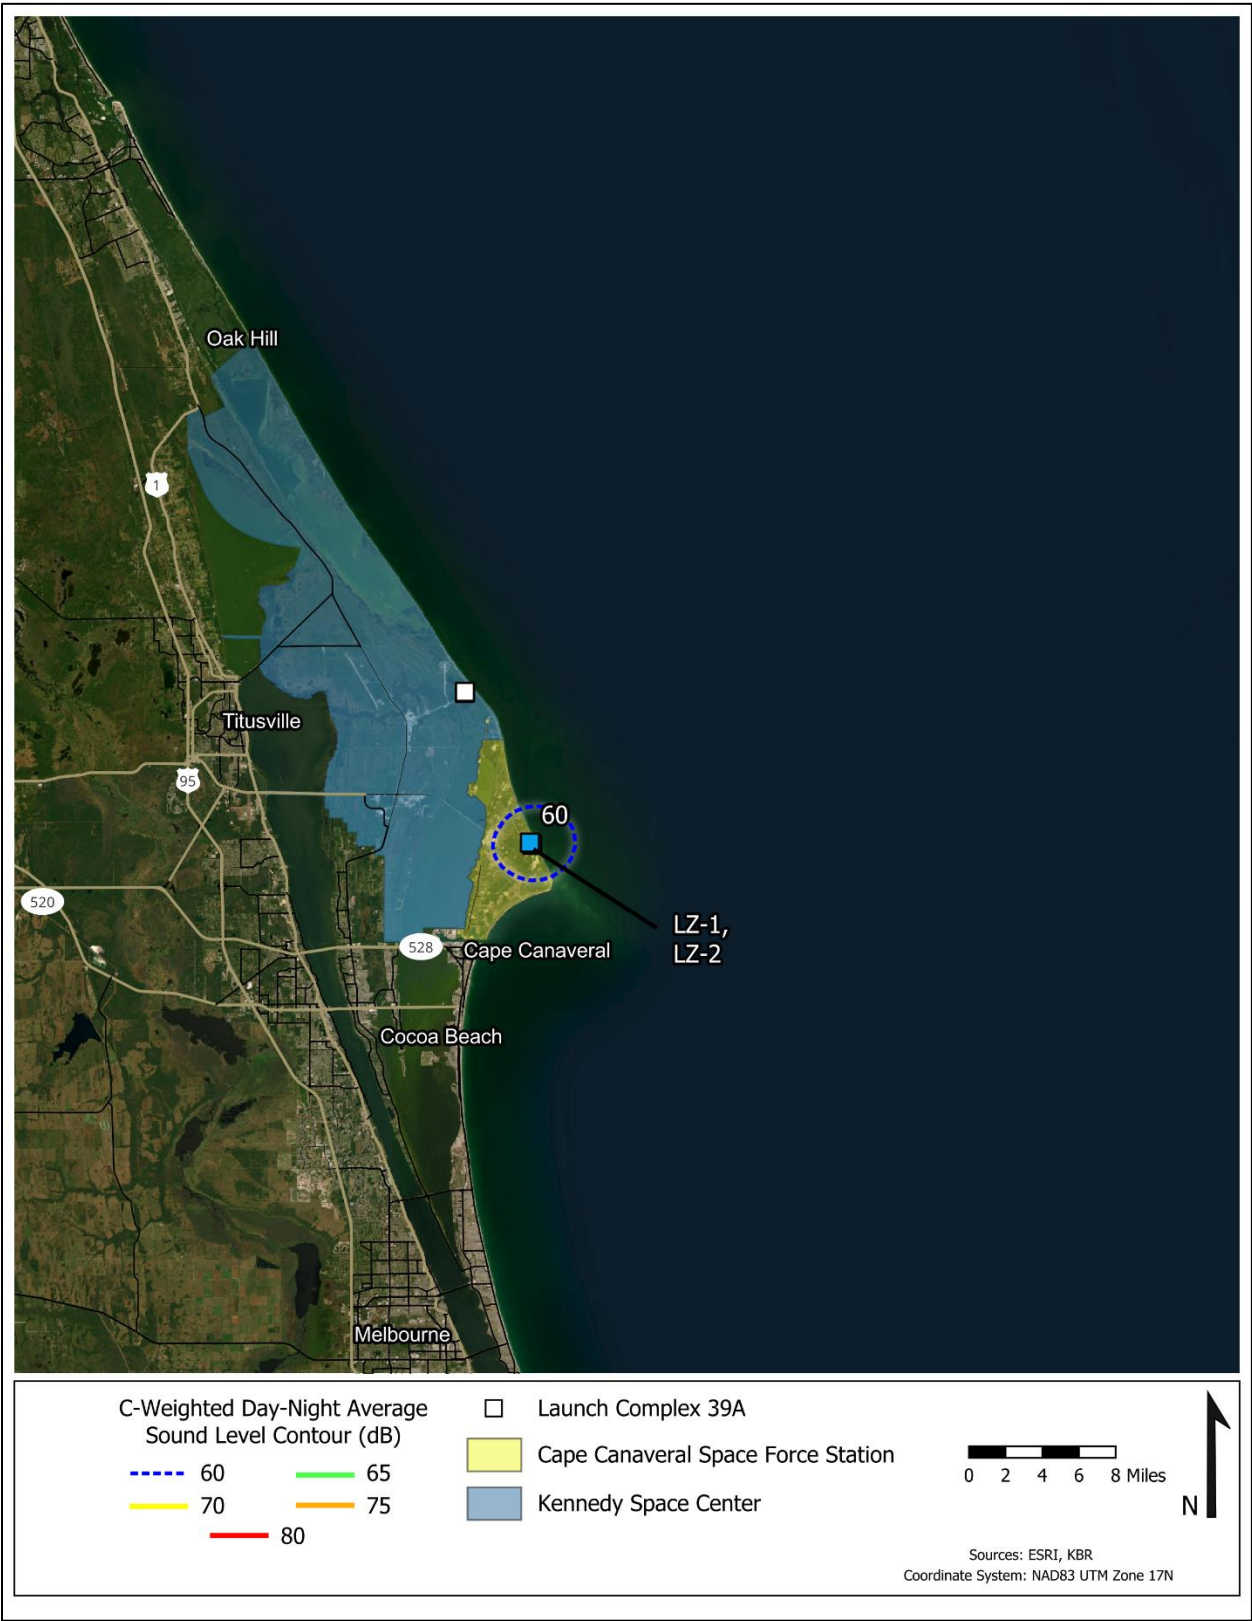 Oak Hill
1
Titusville
95
60
520
LZ-1,
LZ-2
528
Cape Canaveral
Cocoa Beach
Melbourne
C-Weighted Day-Night Average
Sound Level Contour (dB)
60
65
70
75
80
Launch Complex 39A
Cape Canaveral Space Force Station
Kennedy Space Center
0 2 4 6 8 Miles
N
Sources: ESRI, KBR
Coordinate System: NAD83 UTM Zone 17N